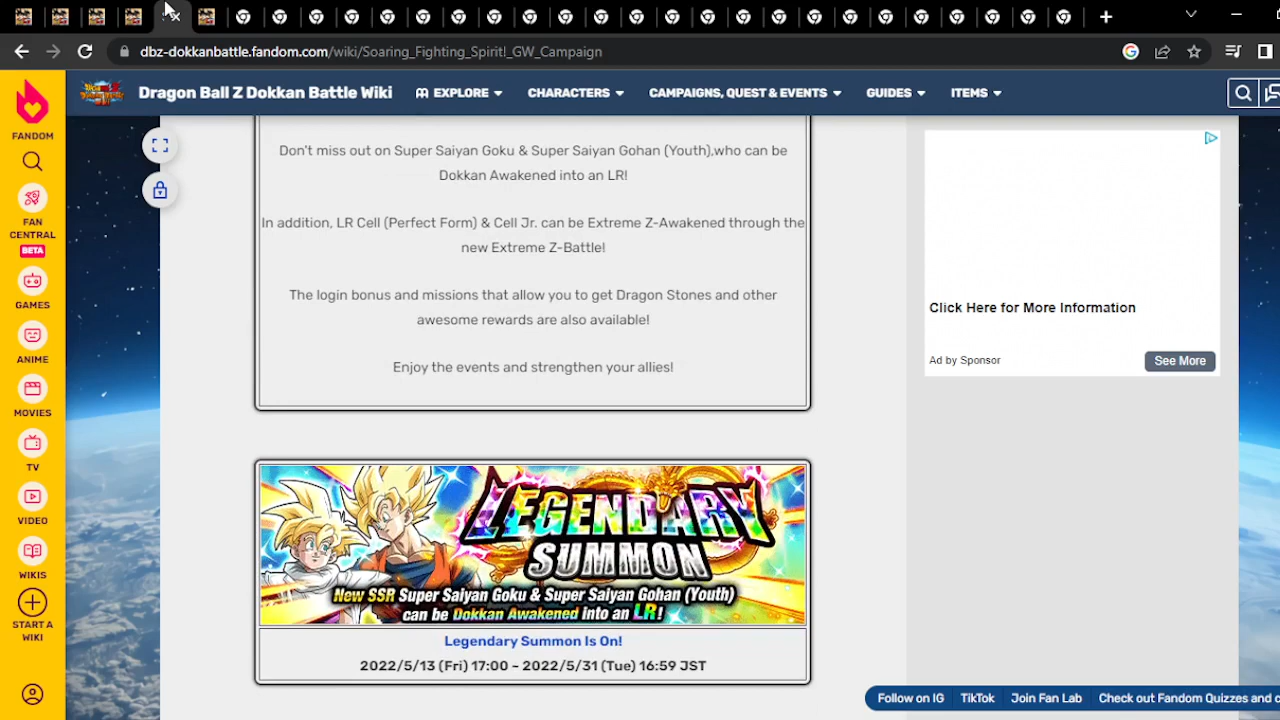 dbz-dokkanbattle.fandom.com/wiki/Soaring_Fighting_Spirit!_GW_Campaign
FANDOM
FAN
CENTRAL
BETA
GAMES
ANIME
MOVIES
TV
VIDEO
WIKIS
START A
WIKI
Dragon Ball Z Dokkan Battle Wiki
EXPLORE
CHARACTERS
CAMPAIGNS, QUEST & EVENTS
GUIDES
ITEMS
Don't miss out on Super Saiyan Goku & Super Saiyan Gohan (Youth),who can be
Dokkan Awakened into an LR!
In addition, LR Cell (Perfect Form) & Cell Jr. can be Extreme Z-Awakened through the
new Extreme Z-Battle!
The login bonus and missions that allow you to get Dragon Stones and other
awesome rewards are also available!
Enjoy the events and strengthen your allies!
LEGENDARY
SUMMON
New SSR Super Saiyan Goku & Super Saiyan Gohan (Youth)
can be Dokkan Awakened into an LR!
Legendary Summon Is On!
2022/5/13 (Fri) 17:00 ~ 2022/5/31 (Tue) 16:59 JST
Click Here for More Information
Ad by Sponsor
See More
Follow on IG
TikTok
Join Fan Lab
Check out Fandom Quizzes and c